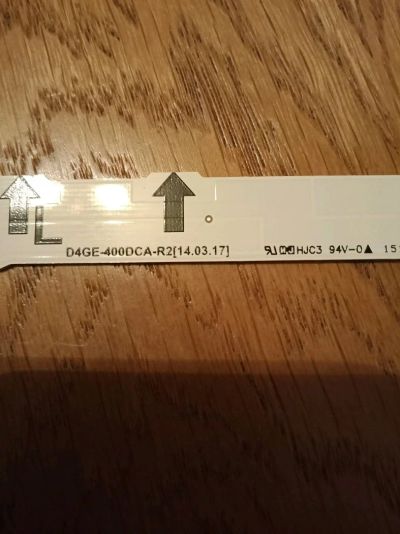 L
D4GE-400DCA-R2[14.03.17]
HJC3 94V-0▲ 15